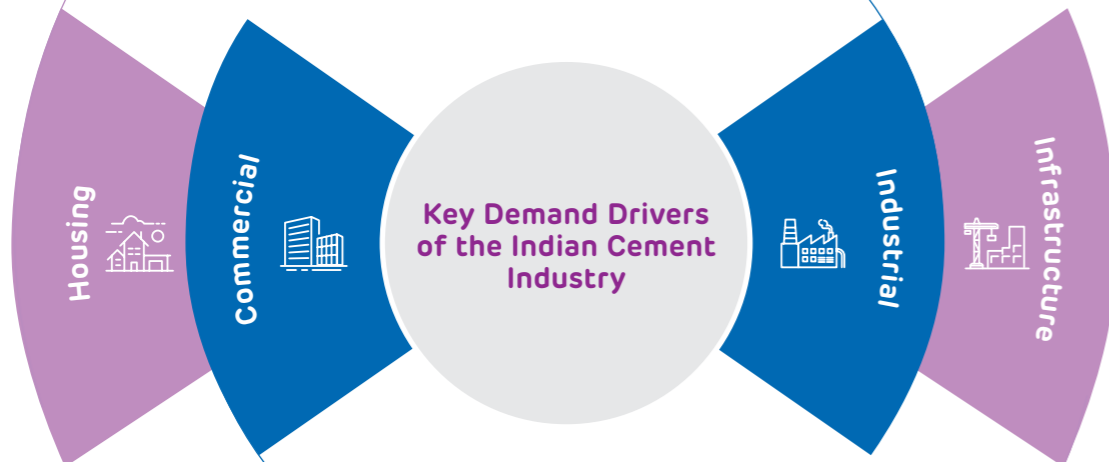 Housing
Commercial
Key Demand Drivers
of the Indian Cement
Industry
Industrial
Infrastructure